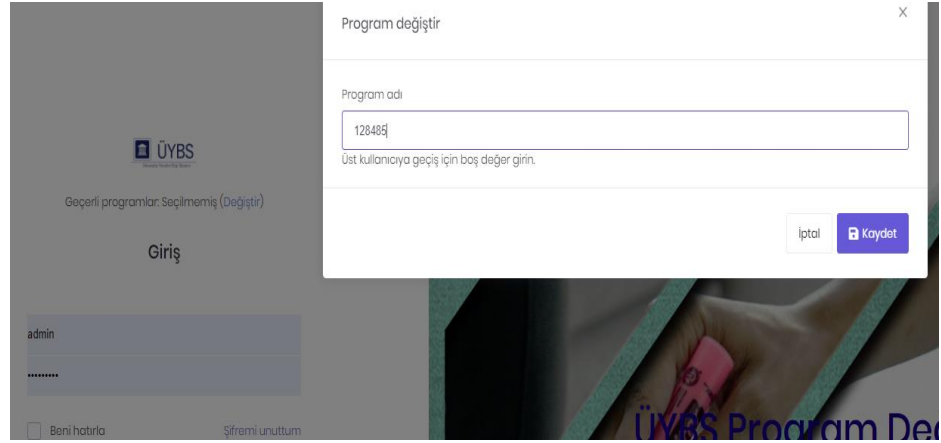 Program değiştir
X
Program adı
128485
Üst kullanıcıya geçiş için boş değer girin.
İptal
Kaydet
ÜYBS
Geçerli programlar: Seçilmemiş (Değiştir)
Giriş
admin
•••••••••
Beni hatırla
Şifremi unuttum
ÜYBS Program De